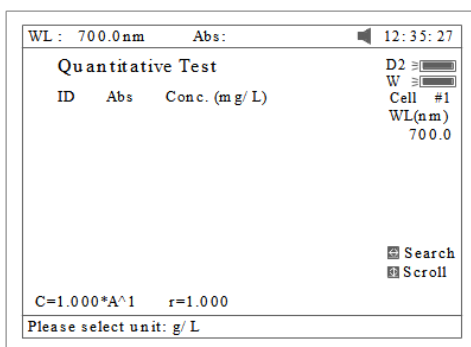 WL: 700.0nm Abs: 12:35:27
Quantitative Test
D2
W
ID Abs Conc. (mg/L)
Cell #1
WL(nm)
700.0
Search
Scroll
C=1.000*A^1 r=1.000
Please select unit: g/L